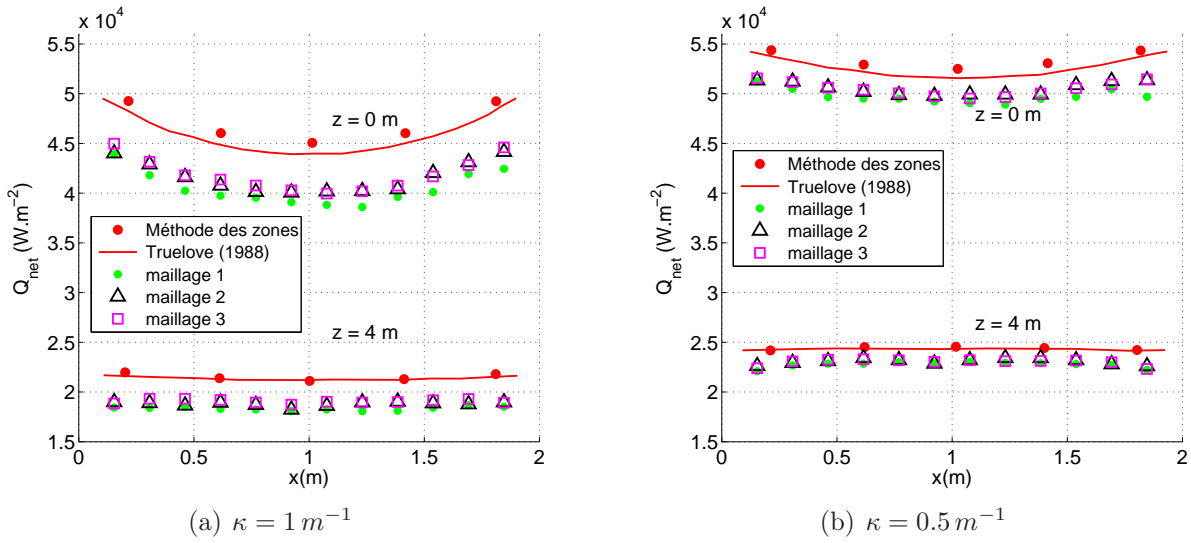 x 10⁴
5.5
5
4.5
4
3.5
3
2.5
2
1.5
Q_net (W.m⁻²)
z = 0 m
Méthode des zones
Truelove (1988)
maillage 1
maillage 2
maillage 3
z = 4 m
0
0.5
1
1.5
2
x(m)
(a) κ = 1 m⁻¹
x 10⁴
5.5
5
4.5
4
3.5
3
2.5
2
1.5
Q_net (W.m⁻²)
z = 0 m
Méthode des zones
Truelove (1988)
maillage 1
maillage 2
maillage 3
z = 4 m
0
0.5
1
1.5
2
x(m)
(b) κ = 0.5 m⁻¹